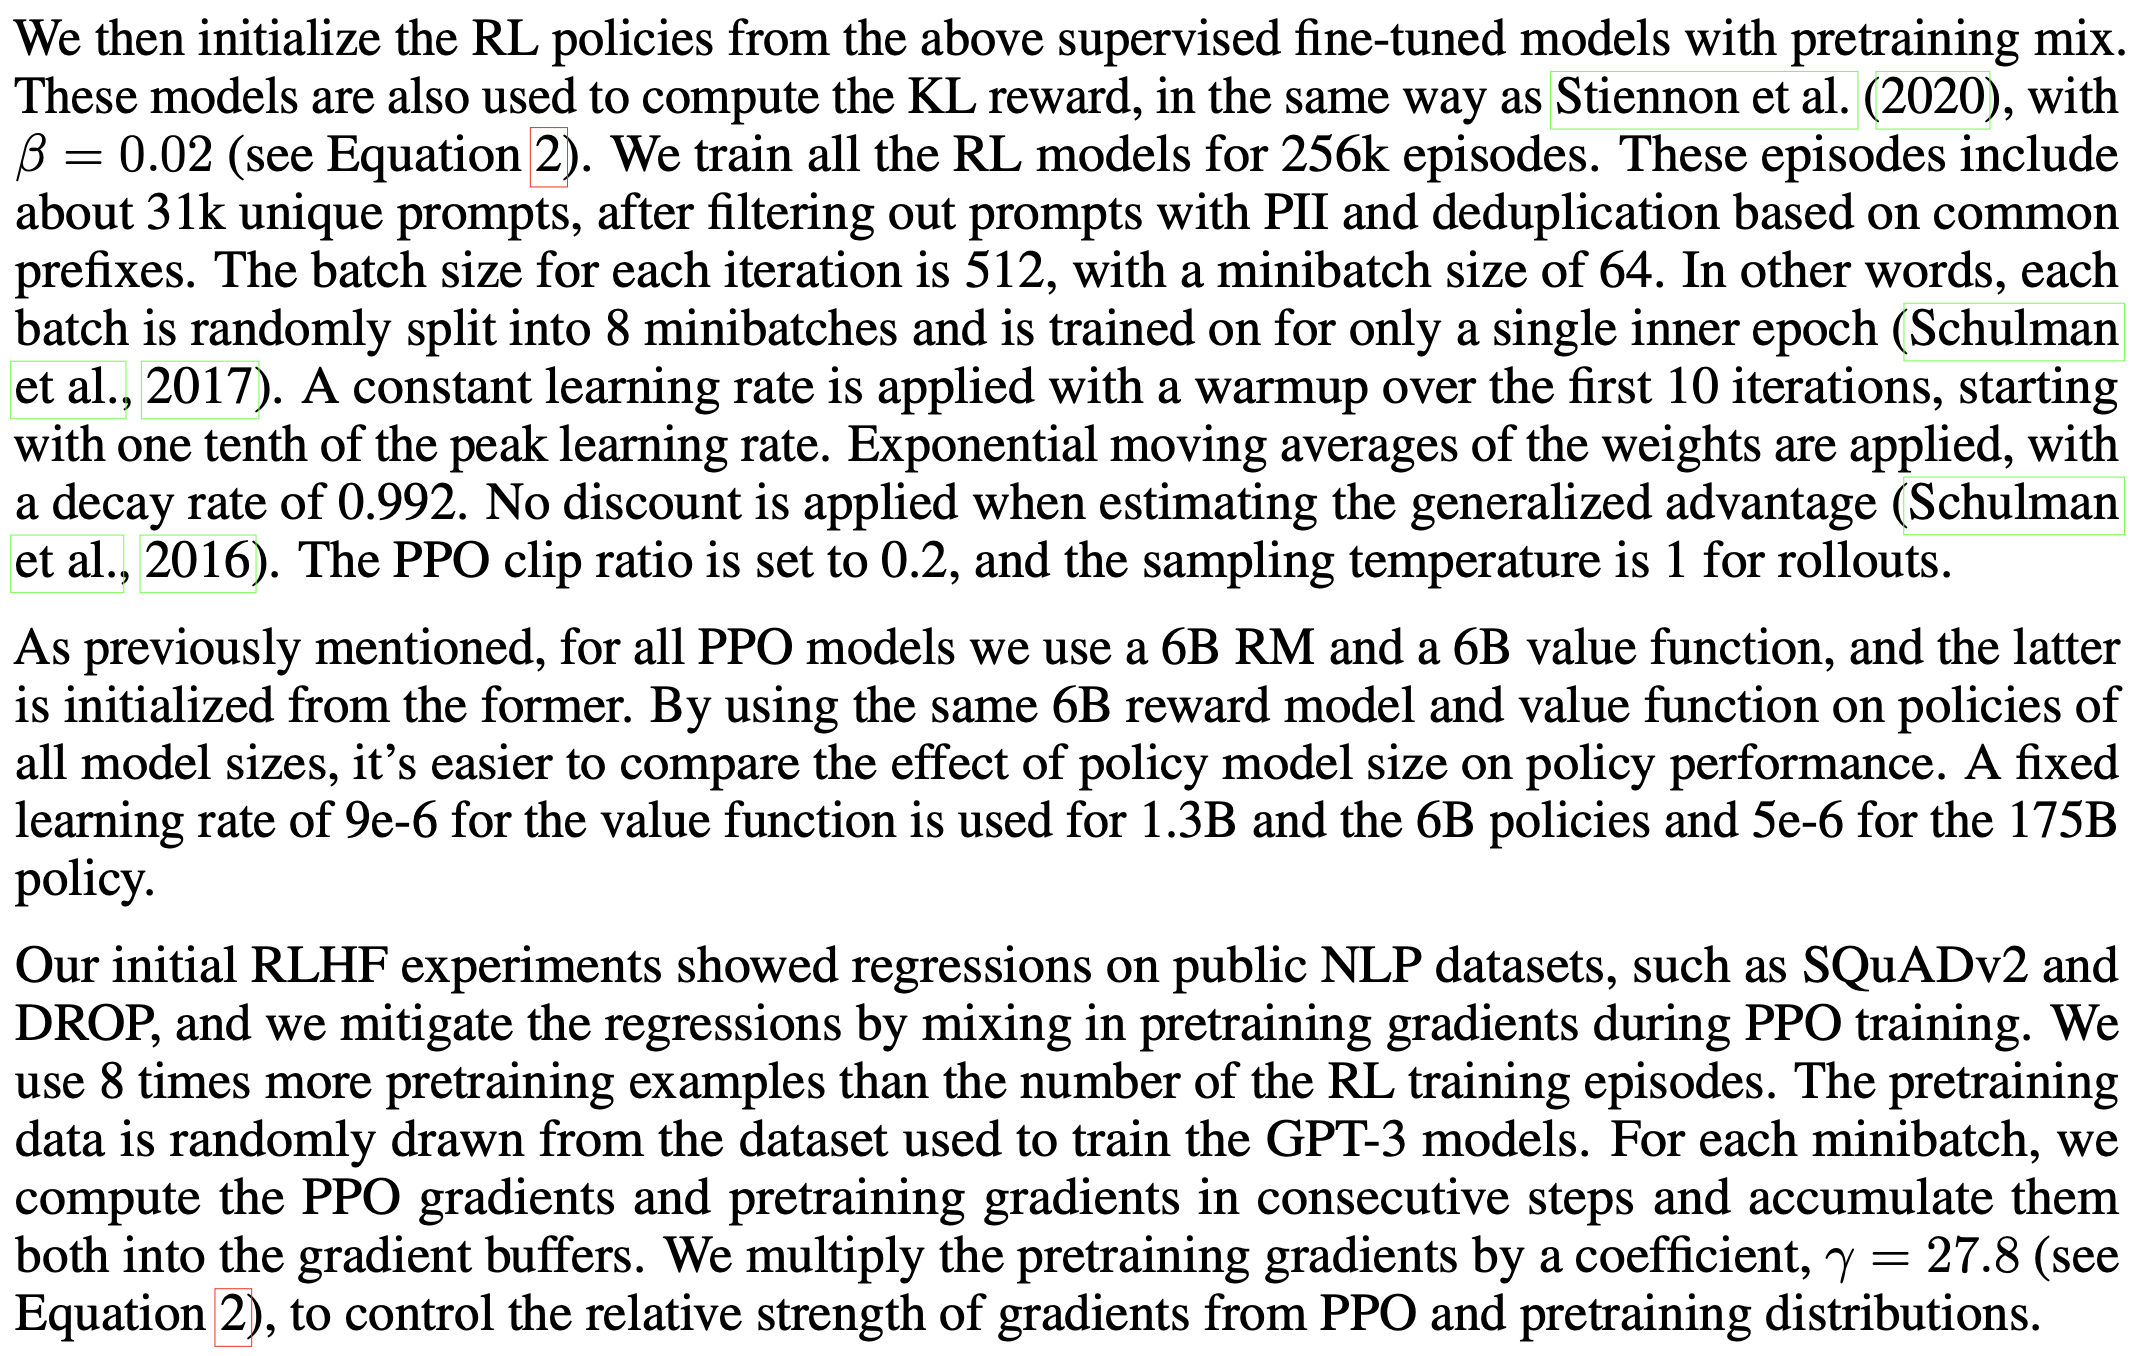 We then initialize the RL policies from the above supervised fine-tuned models with pretraining mix.
These models are also used to compute the KL reward, in the same way as Stiennon et al. (2020), with
β = 0.02 (see Equation 2). We train all the RL models for 256k episodes. These episodes include
about 31k unique prompts, after filtering out prompts with PII and deduplication based on common
prefixes. The batch size for each iteration is 512, with a minibatch size of 64. In other words, each
batch is randomly split into 8 minibatches and is trained on for only a single inner epoch (Schulman
et al., 2017). A constant learning rate is applied with a warmup over the first 10 iterations, starting
with one tenth of the peak learning rate. Exponential moving averages of the weights are applied, with
a decay rate of 0.992. No discount is applied when estimating the generalized advantage (Schulman
et al., 2016). The PPO clip ratio is set to 0.2, and the sampling temperature is 1 for rollouts.
As previously mentioned, for all PPO models we use a 6B RM and a 6B value function, and the latter
is initialized from the former. By using the same 6B reward model and value function on policies of
all model sizes, it's easier to compare the effect of policy model size on policy performance. A fixed
learning rate of 9e-6 for the value function is used for 1.3B and the 6B policies and 5e-6 for the 175B
policy.
Our initial RLHF experiments showed regressions on public NLP datasets, such as SQuADv2 and
DROP, and we mitigate the regressions by mixing in pretraining gradients during PPO training. We
use 8 times more pretraining examples than the number of the RL training episodes. The pretraining
data is randomly drawn from the dataset used to train the GPT-3 models. For each minibatch, we
compute the PPO gradients and pretraining gradients in consecutive steps and accumulate them
both into the gradient buffers. We multiply the pretraining gradients by a coefficient, γ = 27.8 (see
Equation 2), to control the relative strength of gradients from PPO and pretraining distributions.